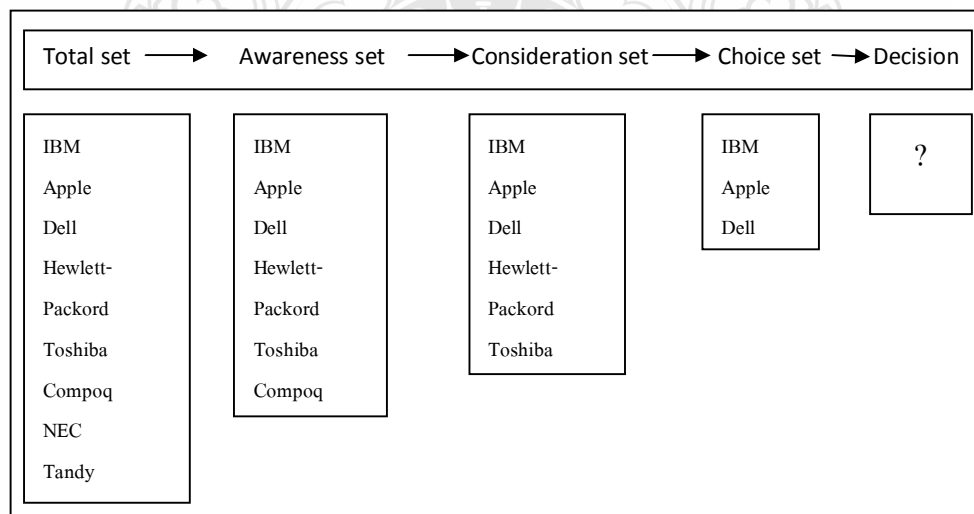 Total set Awareness set Consideration set Choice set Decision
IBM
Apple
Dell
Hewlett-
Packord
Toshiba
Compoq
NEC
Tandy
IBM
Apple
Dell
Hewlett-
Packord
Toshiba
Compoq
IBM
Apple
Dell
Hewlett-
Packord
Toshiba
IBM
Apple
Dell
?